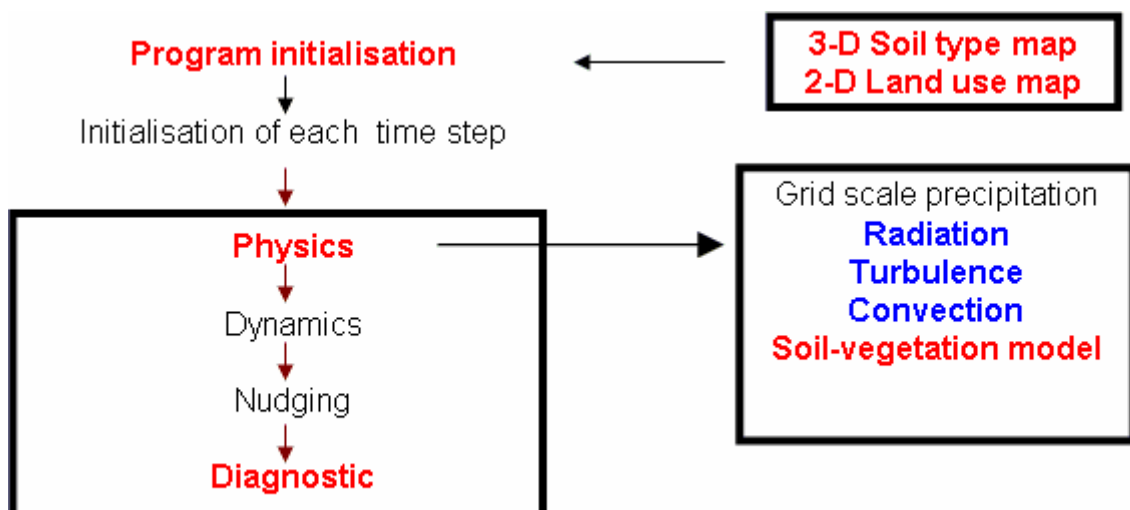 Program initialisation
3-D Soil type map
2-D Land use map
Initialisation of each time step
Physics
Dynamics
Nudging
Diagnostic
Grid scale precipitation
Radiation
Turbulence
Convection
Soil-vegetation model